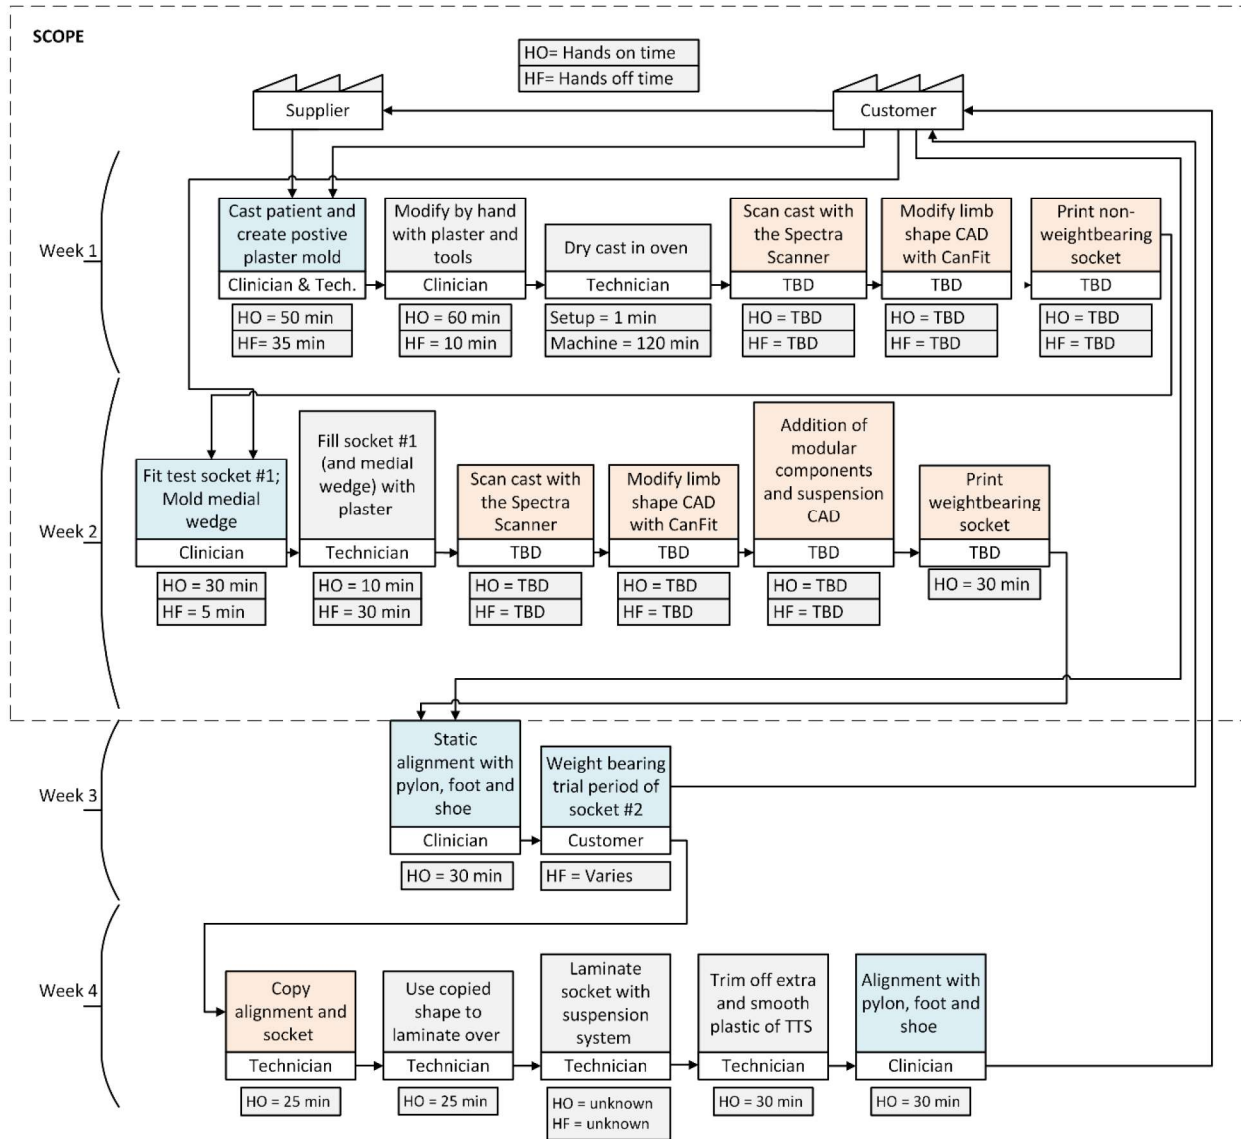 SCOPE
HO= Hands on time
HF= Hands off time
Supplier
Customer
Week 1
Cast patient and
create postive
plaster mold
Clinician & Tech.
HO = 50 min
HF= 35 min
Modify by hand
with plaster and
tools
Clinician
HO = 60 min
HF = 10 min
Dry cast in oven
Technician
Setup = 1 min
Machine = 120 min
Scan cast with
the Spectra
Scanner
TBD
HO = TBD
HF = TBD
Modify limb
shape CAD
with CanFit
TBD
HO = TBD
HF = TBD
Print non-
weightbearing
socket
TBD
HO = TBD
HF = TBD
Week 2
Fit test socket #1;
Mold medial
wedge
Clinician
HO = 30 min
HF = 5 min
Fill socket #1
(and medial
wedge) with
plaster
Technician
HO = 10 min
HF = 30 min
Scan cast with
the Spectra
Scanner
TBD
HO = TBD
HF = TBD
Modify limb
shape CAD
with CanFit
TBD
HO = TBD
HF = TBD
Addition of
modular
components
and suspension
CAD
TBD
HO = TBD
HF = TBD
Print
weightbearing
socket
TBD
HO = 30 min
Week 3
Static
alignment with
pylon, foot and
shoe
Clinician
HO = 30 min
Weight bearing
trial period of
socket #2
Customer
HF = Varies
Week 4
Copy
alignment and
socket
Technician
HO = 25 min
Use copied
shape to
laminate over
Technician
HO = 25 min
Laminate
socket with
suspension
system
Technician
HO = unknown
HF = unknown
Trim off extra
and smooth
plastic of TTS
Technician
HO = 30 min
Alignment with
pylon, foot and
shoe
Clinician
HO = 30 min